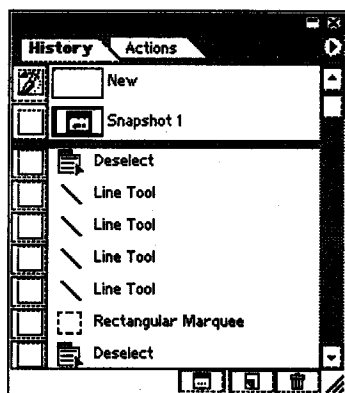 History Actions
New
Snapshot 1
Deselect
Line Tool
Line Tool
Line Tool
Line Tool
Rectangular Marquee
Deselect